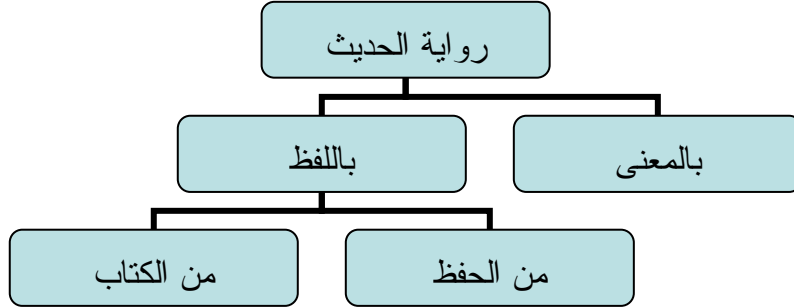 رواية الحديث
بالمعنى
باللفظ
من الحفظ
من الكتاب